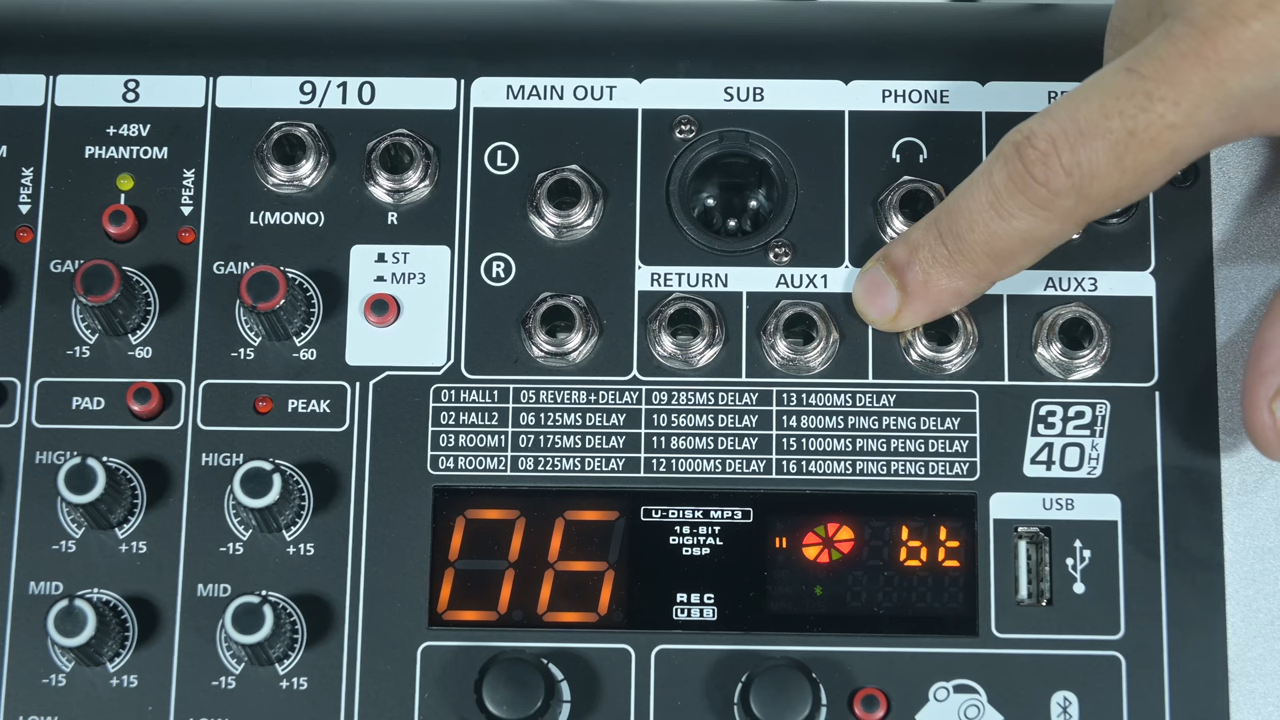 8
9/10
MAIN OUT
SUB
PHONE
+48V
PHANTOM
PEAK
PEAK
L
L(MONO)
R
R
ST
MP3
GAIN
-15
-60
GAIN
-15
-60
RETURN
AUX1
AUX3
PAD
PEAK
01 HALL1
05 REVERB+DELAY
09 285MS DELAY
13 1400MS DELAY
02 HALL2
06 125MS DELAY
10 560MS DELAY
14 800MS PING PENG DELAY
03 ROOM1
07 175MS DELAY
11 860MS DELAY
15 1000MS PING PENG DELAY
04 ROOM2
08 225MS DELAY
12 1000MS DELAY
16 1400MS PING PENG DELAY
32 BIT
40 kHz
HIGH
-15
+15
HIGH
-15
+15
06
U-DISK MP3
16-BIT
DIGITAL
DSP
REC
USB
bt
USB
MID
-15
+15
MID
-15
+15